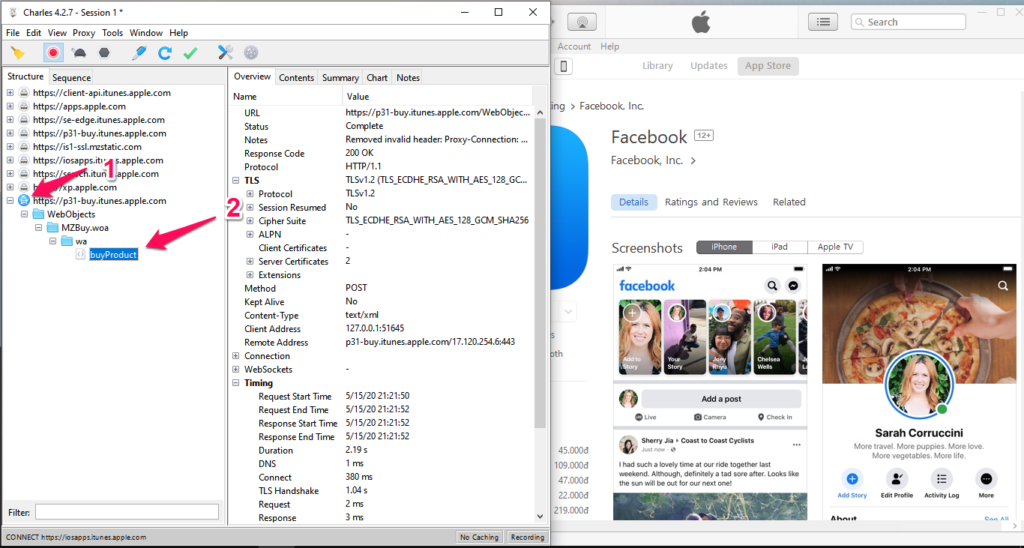 Charles 4.2.7 - Session 1 *
File Edit View Proxy Tools Window Help
Structure Sequence
https://client-api.itunes.apple.com
https://apps.apple.com
https://se-edge.itunes.apple.com
https://p31-buy.itunes.apple.com
https://is1-ssl.mzstatic.com
https://iosapps.itunes.apple.com
https://search.itunes.apple.com
xp.apple.com
https://p31-buy.itunes.apple.com
WebObjects
MZBuy.woa
wa
buyProduct
1
2
Filter:
CONNECT https://iosapps.itunes.apple.com
No Caching Recording
Overview Contents Summary Chart Notes
Name Value
URL https://p31-buy.itunes.apple.com/WebObjec...
Status Complete
Notes Removed invalid header: Proxy-Connection: ...
Response Code 200 OK
Protocol HTTP/1.1
TLS TLSv1.2 (TLS_ECDHE_RSA_WITH_AES_128_GC...
Protocol TLSv1.2
Session Resumed No
Cipher Suite TLS_ECDHE_RSA_WITH_AES_128_GCM_SHA256
ALPN -
Client Certificates -
Server Certificates 2
Extensions
Method POST
Kept Alive No
Content-Type text/xml
Client Address 127.0.0.1:51645
Remote Address p31-buy.itunes.apple.com/17.120.254.6:443
Connection
WebSockets -
Timing
Request Start Time 5/15/20 21:21:50
Request End Time 5/15/20 21:21:52
Response Start Time 5/15/20 21:21:52
Response End Time 5/15/20 21:21:52
Duration 2.19 s
DNS 1 ms
Connect 380 ms
TLS Handshake 1.04 s
Request 2 ms
Response 3 ms
Search
Account Help
Library Updates App Store
ing > Facebook, Inc.
Facebook 12+
Facebook, Inc. >
Details Ratings and Reviews Related
Screenshots iPhone iPad Apple TV
45.000đ
109.000đ
47.000đ
22.000đ
219.000đ
2:04 PM
facebook
Add to Story
Your Story
Joey Rhyu
Chelsea Wells
Add a post
Live Camera Check in
Sherry Jia ▸ Coast to Coast Cyclists
Just now
I had such a lovely time at our ride together last
weekend. Although, definitely a tad sore after. Looks like
the sun will be out for our next one!
2:04 PM
Sarah Corruccini
More travel. More puppies. More love.
More vegetables. More life.
Add Story Edit Profile Activity Log More
About See All